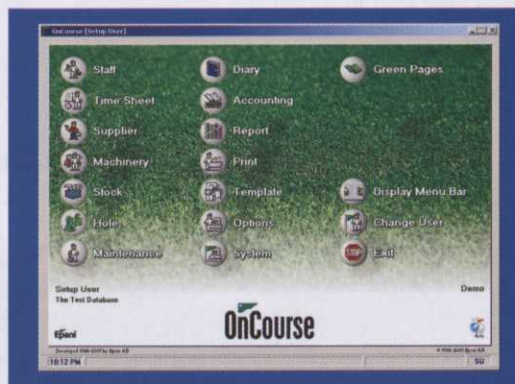 OnCourse [Setup User]
Staff
Time Sheet
Supplier
Machinery
Stock
Hole
Maintenance
Diary
Accounting
Report
Print
Template
Options
System
Green Pages
Display Menu Bar
Change User
Exit
Setup User
The Test Database
Demo
OnCourse
10:12 PM
SU